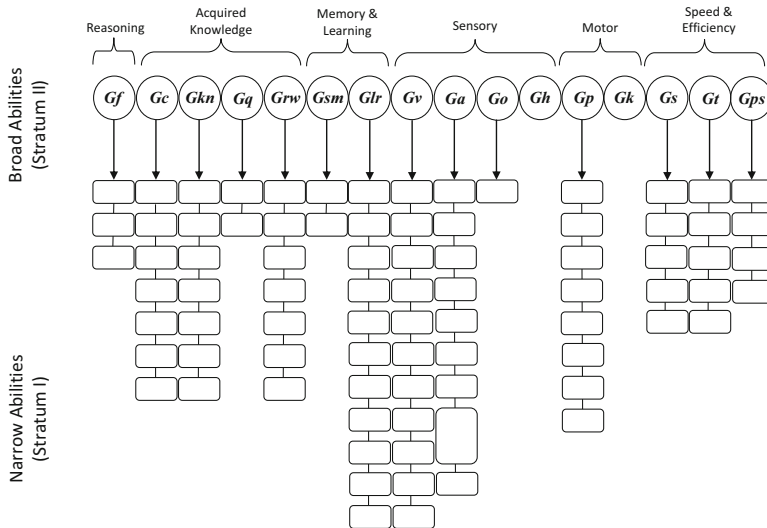 Reasoning
Acquired
Knowledge
Memory &
Learning
Sensory
Motor
Speed &
Efficiency
Broad Abilities
(Stratum II)
Gf Gc Gkn Gq Grw Gsm Glr Gv Ga Go Gh Gp Gk Gs Gt Gps
Narrow Abilities
(Stratum I)